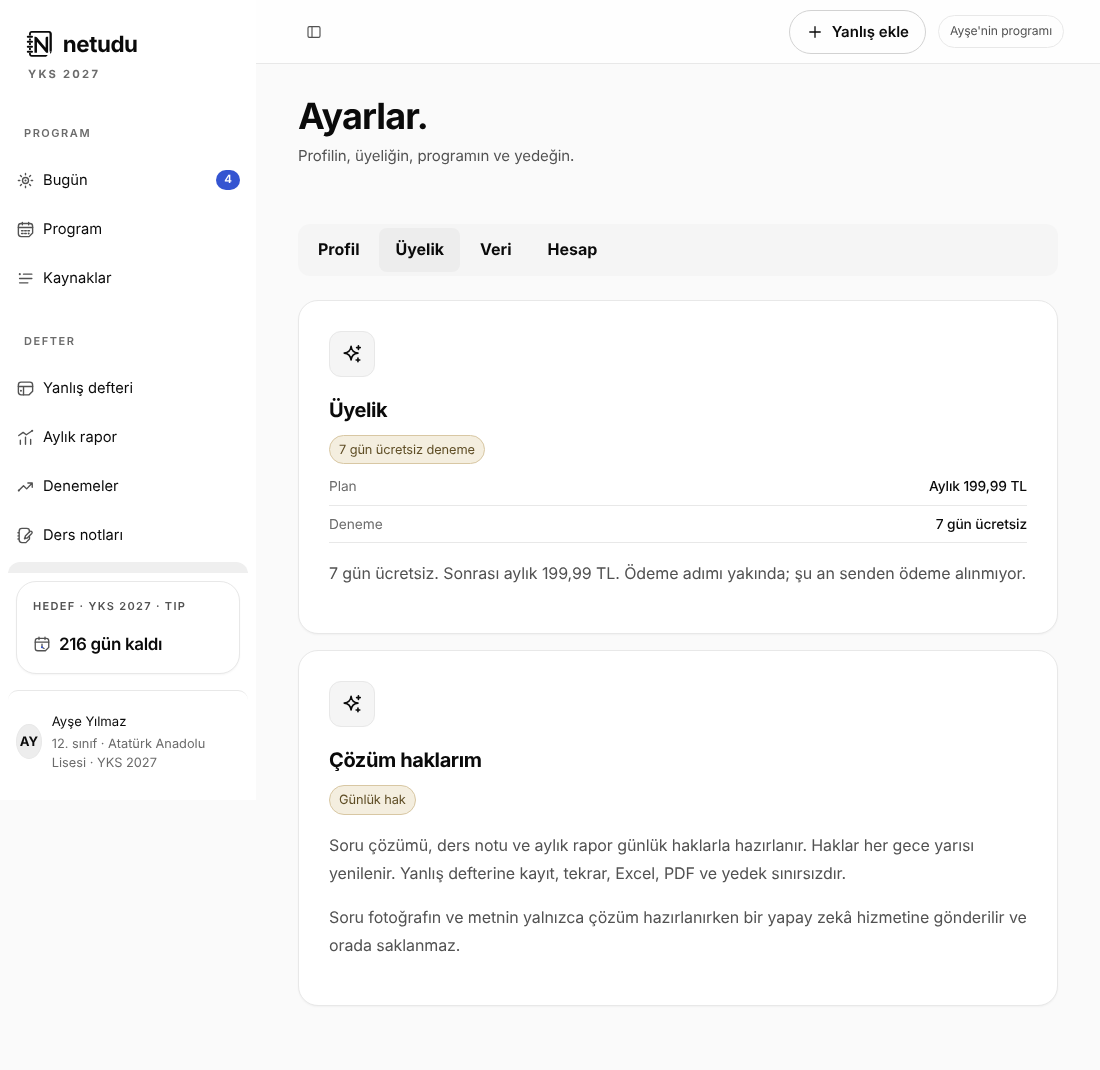 netudu
YKS 2027
PROGRAM
Bugün 4
Program
Kaynaklar
DEFTER
Yanlış defteri
Aylık rapor
Denemeler
Ders notları
HEDEF · YKS 2027 · TIP
216 gün kaldı
AY
Ayşe Yılmaz
12. sınıf · Atatürk Anadolu
Lisesi · YKS 2027
+ Yanlış ekle
Ayşe'nin programı
Ayarlar.
Profilin, üyeliğin, programın ve yedeğin.
Profil Üyelik Veri Hesap
Üyelik
7 gün ücretsiz deneme
Plan Aylık 199,99 TL
Deneme 7 gün ücretsiz
7 gün ücretsiz. Sonrası aylık 199,99 TL. Ödeme adımı yakında; şu an senden ödeme alınmıyor.
Çözüm haklarım
Günlük hak
Soru çözümü, ders notu ve aylık rapor günlük haklarla hazırlanır. Haklar her gece yarısı
yenilenir. Yanlış defterine kayıt, tekrar, Excel, PDF ve yedek sınırsızdır.
Soru fotoğrafın ve metnin yalnızca çözüm hazırlanırken bir yapay zekâ hizmetine gönderilir ve
orada saklanmaz.